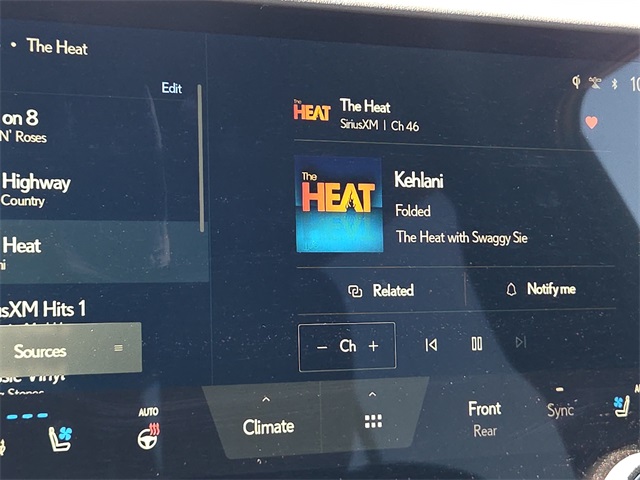 • The Heat
Edit
on 8
N' Roses
Highway
Country
Heat
ni
sXM Hits 1
Sources
The Heat
SiriusXM | Ch 46
The
HEAT
The
HEAT
Kehlani
Folded
The Heat with Swaggy Sie
Related
Notify me
− Ch +
10
AUTO
Climate
Front
Rear
Sync